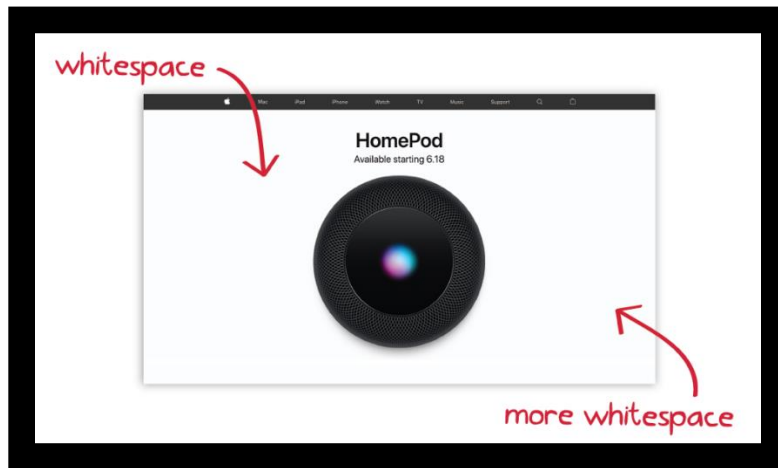 whitespace
Mac iPad iPhone Watch TV Music Support
HomePod
Available starting 6.18
more whitespace